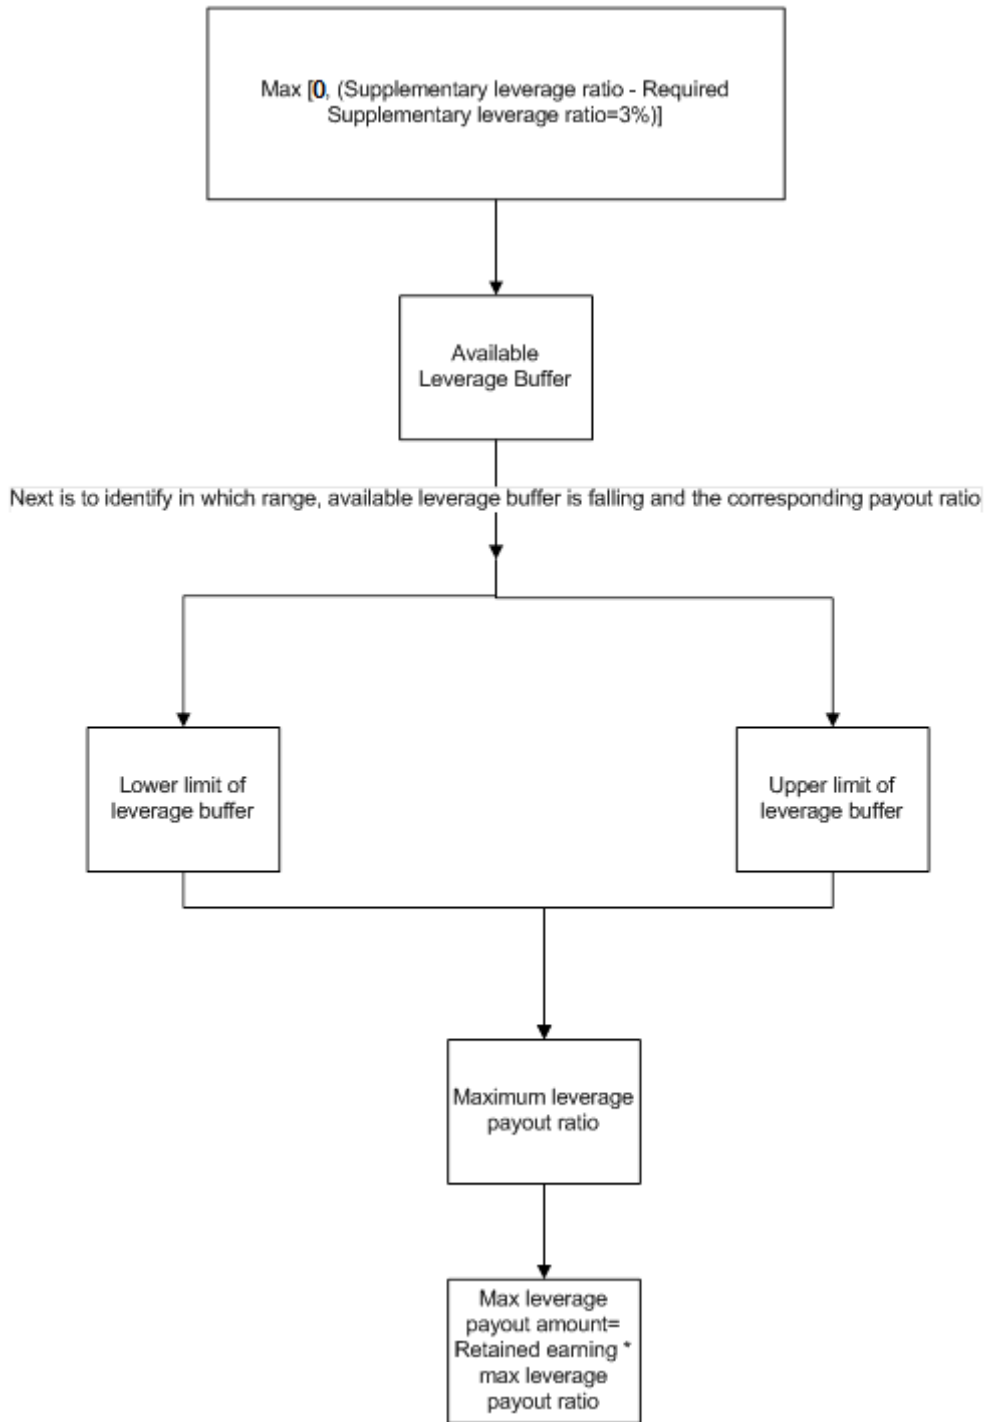 Max [0, (Supplementary leverage ratio - Required
Supplementary leverage ratio=3%)]
Available
Leverage Buffer
Next is to identify in which range, available leverage buffer is falling and the corresponding payout ratio
Lower limit of
leverage buffer
Upper limit of
leverage buffer
Maximum leverage
payout ratio
Max leverage
payout amount=
Retained earning *
max leverage
payout ratio